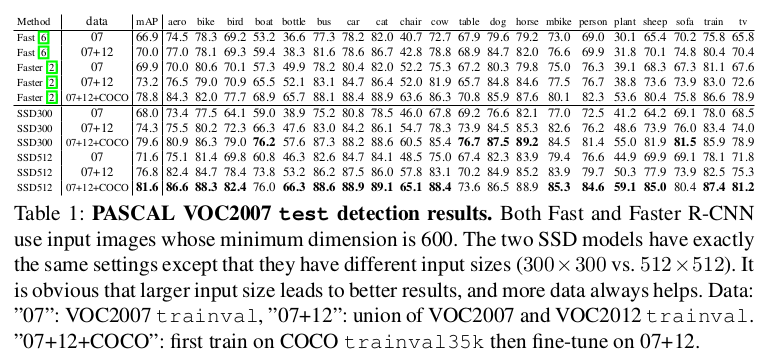 Method data mAP aero bike bird boat bottle bus car cat chair cow table dog horse mbike person plant sheep sofa train tv
Fast [6] 07 66.9 74.5 78.3 69.2 53.2 36.6 77.3 78.2 82.0 40.7 72.7 67.9 79.6 79.2 73.0 69.0 30.1 65.4 70.2 75.8 65.8
Fast [6] 07+12 70.0 77.0 78.1 69.3 59.4 38.3 81.6 78.6 86.7 42.8 78.8 68.9 84.7 82.0 76.6 69.9 31.8 70.1 74.8 80.4 70.4
Faster [2] 07 69.9 70.0 80.6 70.1 57.3 49.9 78.2 80.4 82.0 52.2 75.3 67.2 80.3 79.8 75.0 76.3 39.1 68.3 67.3 81.1 67.6
Faster [2] 07+12 73.2 76.5 79.0 70.9 65.5 52.1 83.1 84.7 86.4 52.0 81.9 65.7 84.8 84.6 77.5 76.7 38.8 73.6 73.9 83.0 72.6
Faster [2] 07+12+COCO 78.8 84.3 82.0 77.7 68.9 65.7 88.1 88.4 88.9 63.6 86.3 70.8 85.9 87.6 80.1 82.3 53.6 80.4 75.8 86.6 78.9
SSD300 07 68.0 73.4 77.5 64.1 59.0 38.9 75.2 80.8 78.5 46.0 67.8 69.2 76.6 82.1 77.0 72.5 41.2 64.2 69.1 78.0 68.5
SSD300 07+12 74.3 75.5 80.2 72.3 66.3 47.6 83.0 84.2 86.1 54.7 78.3 73.9 84.5 85.3 82.6 76.2 48.6 73.9 76.0 83.4 74.0
SSD300 07+12+COCO 79.6 80.9 86.3 79.0 76.2 57.6 87.3 88.2 88.6 60.5 85.4 76.7 87.5 89.2 84.5 81.4 55.0 81.9 81.5 85.9 78.9
SSD512 07 71.6 75.1 81.4 69.8 60.8 46.3 82.6 84.7 84.1 48.5 75.0 67.4 82.3 83.9 79.4 76.6 44.9 69.9 69.1 78.1 71.8
SSD512 07+12 76.8 82.4 84.7 78.4 73.8 53.2 86.2 87.5 86.0 57.8 83.1 70.2 84.9 85.2 83.9 79.7 50.3 77.9 73.9 82.5 75.3
SSD512 07+12+COCO 81.6 86.6 88.3 82.4 76.0 66.3 88.6 88.9 89.1 65.1 88.4 73.6 86.5 88.9 85.3 84.6 59.1 85.0 80.4 87.4 81.2
Table 1: PASCAL VOC2007 test detection results. Both Fast and Faster R-CNN
use input images whose minimum dimension is 600. The two SSD models have exactly
the same settings except that they have different input sizes (300×300 vs. 512×512). It
is obvious that larger input size leads to better results, and more data always helps. Data:
”07”: VOC2007 trainval, ”07+12”: union of VOC2007 and VOC2012 trainval.
”07+12+COCO”: first train on COCO trainval35k then fine-tune on 07+12.